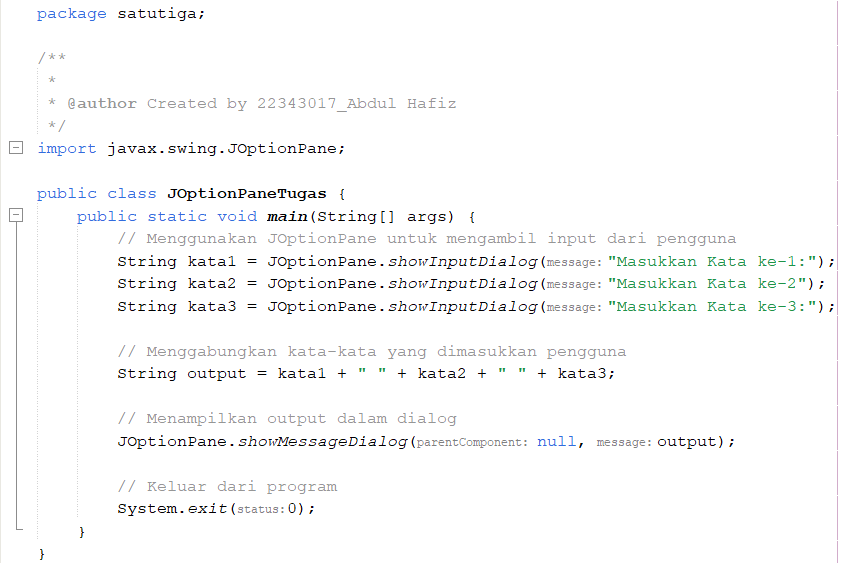 package satutiga;
/**
 *
 * @author Created by 22343017_Abdul Hafiz
 */
import javax.swing.JOptionPane;
public class JOptionPaneTugas {
    public static void main(String[] args) {
        // Menggunakan JOptionPane untuk mengambil input dari pengguna
        String kata1 = JOptionPane.showInputDialog(message: "Masukkan Kata ke-1:");
        String kata2 = JOptionPane.showInputDialog(message: "Masukkan Kata ke-2");
        String kata3 = JOptionPane.showInputDialog(message: "Masukkan Kata ke-3:");
        // Menggabungkan kata-kata yang dimasukkan pengguna
        String output = kata1 + " " + kata2 + " " + kata3;
        // Menampilkan output dalam dialog
        JOptionPane.showMessageDialog(parentComponent: null, message: output);
        // Keluar dari program
        System.exit(status: 0);
    }
}